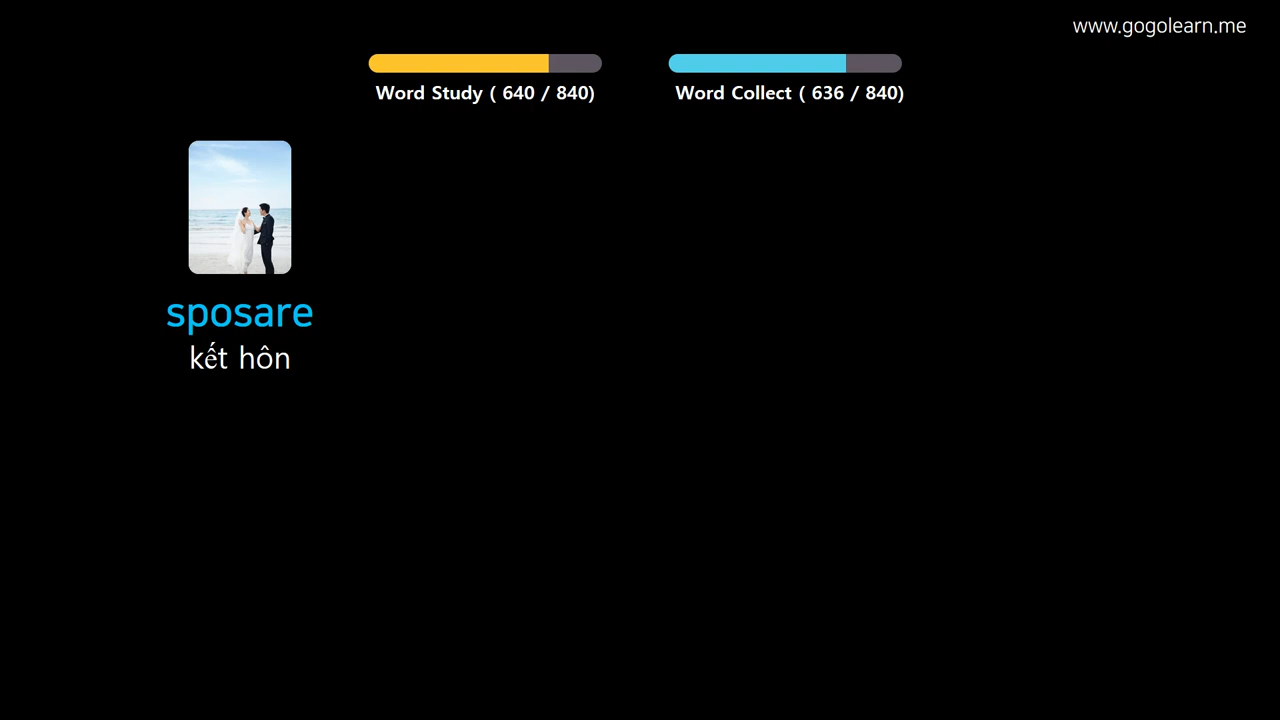 www.gogolearn.me
Word Study ( 640 / 840)
Word Collect ( 636 / 840)
sposare
kết hôn